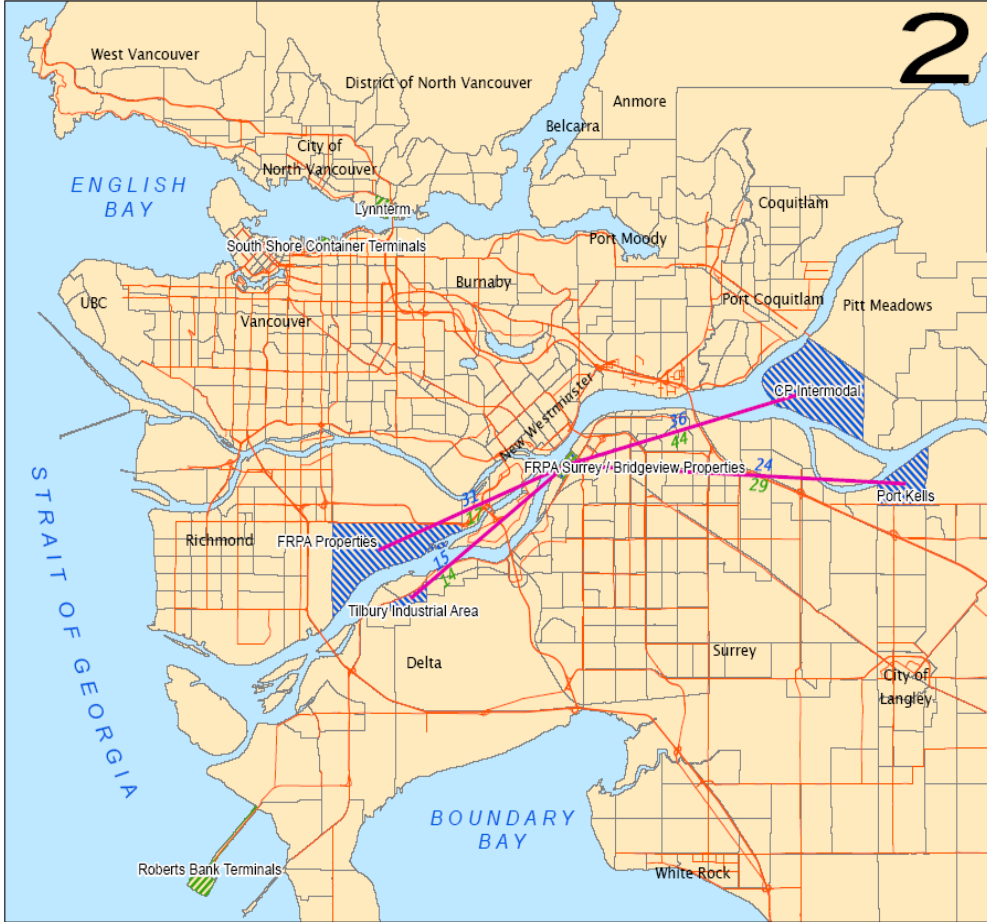 2
West Vancouver
District of North Vancouver
Anmore
Belcarra
City of
North Vancouver
ENGLISH
BAY
Lynnterm
Coquitlam
South Shore Container Terminals
Port Moody
Burnaby
UBC
Port Coquitlam
Pitt Meadows
Vancouver
New Westminster
CP Intermodal
36
44
FRPA Surrey / Bridgeview Properties
24
29
Port Kells
31
17
FRPA Properties
Richmond
15
14
Tilbury Industrial Area
STRAIT OF GEORGIA
Delta
Surrey
City of
Langley
BOUNDARY
BAY
Roberts Bank Terminals
White Rock